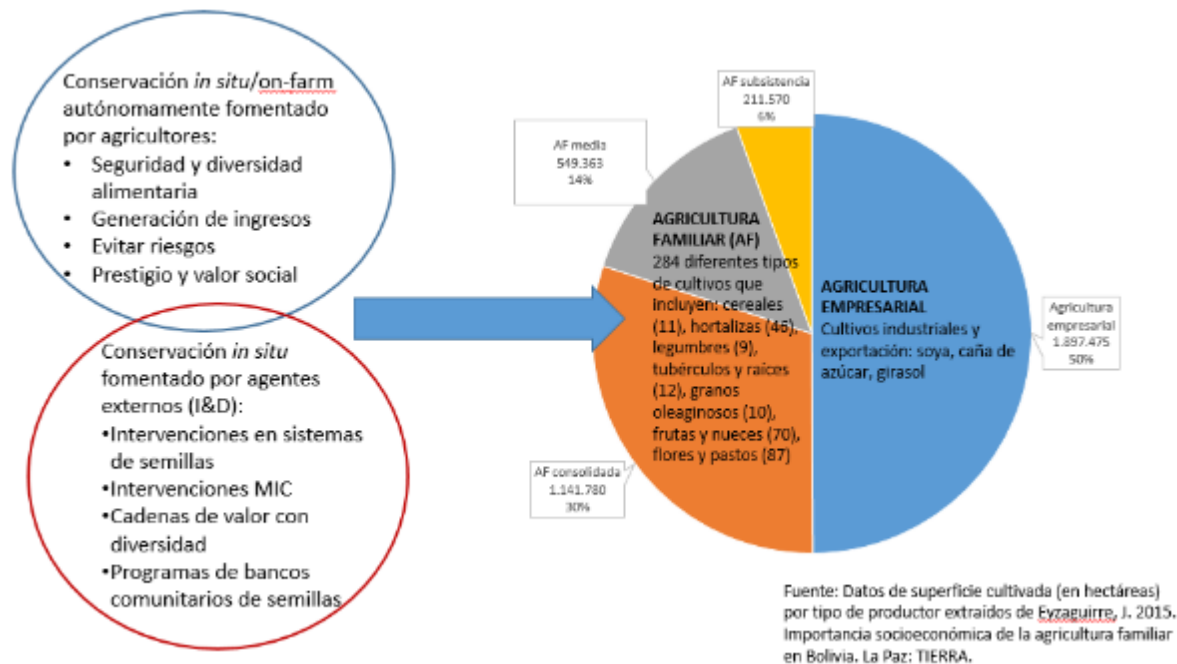 Conservación in situ/on-farm
autónomamente fomentado
por agricultores:
• Seguridad y diversidad
alimentaria
• Generación de ingresos
• Evitar riesgos
• Prestigio y valor social
Conservación in situ
fomentado por agentes
externos (I&D):
•Intervenciones en sistemas
de semillas
•Intervenciones MIC
•Cadenas de valor con
diversidad
•Programas de bancos
comunitarios de semillas
AF subsistencia
211.570
6%
AF media
549.363
14%
AGRICULTURA
FAMILIAR (AF)
284 diferentes tipos
de cultivos que
incluyen: cereales
(11), hortalizas (46),
legumbres (9),
tubérculos y raíces
(12), granos
oleaginosos (10),
frutas y nueces (70),
flores y pastos (87)
AGRICULTURA
EMPRESARIAL
Cultivos industriales y
exportación: soya, caña de
azúcar, girasol
Agricultura
empresarial
1.897.475
50%
AF consolidada
1.141.780
30%
Fuente: Datos de superficie cultivada (en hectáreas)
por tipo de productor extraídos de Eyzaguirre, J. 2015.
Importancia socioeconómica de la agricultura familiar
en Bolivia. La Paz: TIERRA.